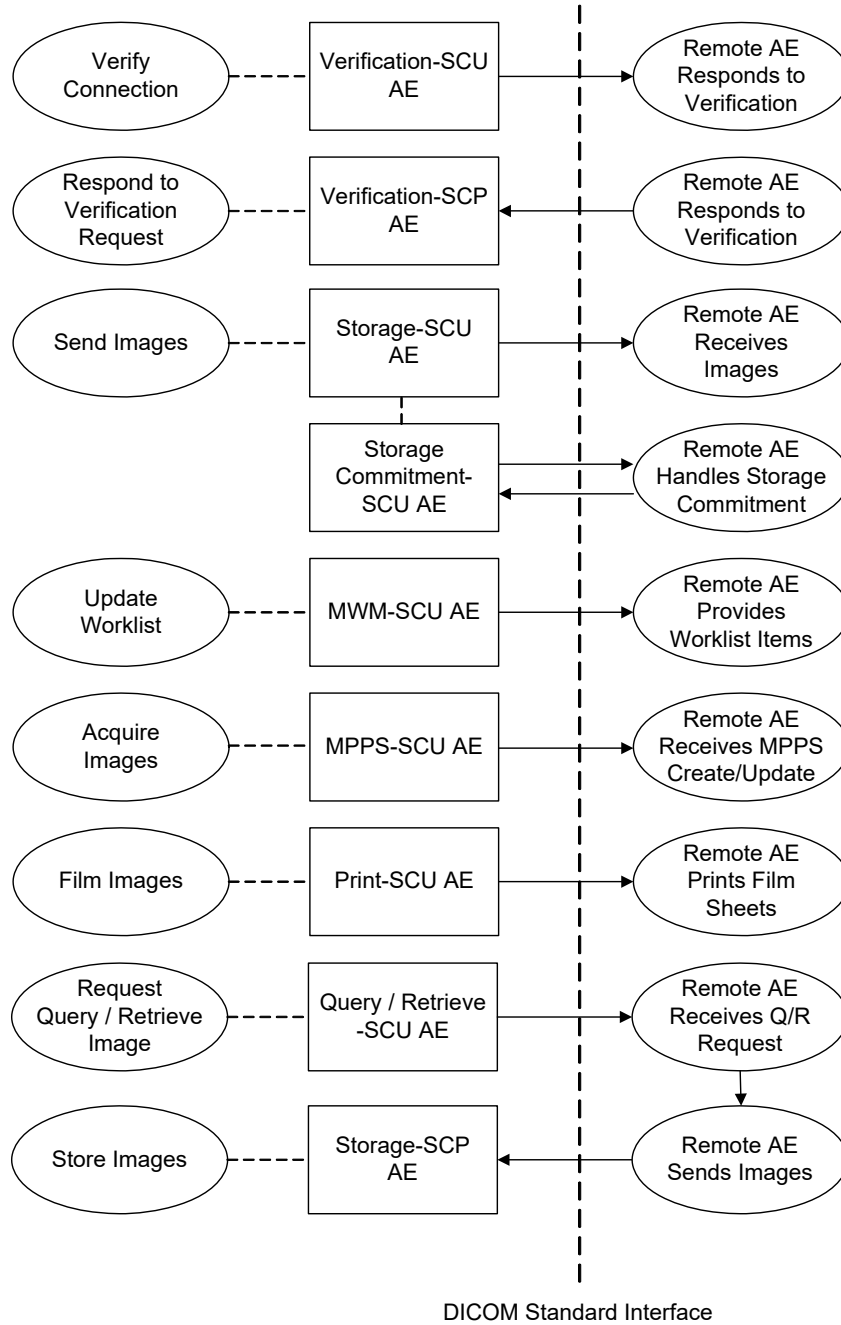 Verify
Connection
Verification-SCU
AE
Remote AE
Responds to
Verification
Respond to
Verification
Request
Verification-SCP
AE
Remote AE
Responds to
Verification
Send Images
Storage-SCU
AE
Remote AE
Receives
Images
Storage
Commitment-
SCU AE
Remote AE
Handles Storage
Commitment
Update
Worklist
MWM-SCU AE
Remote AE
Provides
Worklist Items
Acquire
Images
MPPS-SCU AE
Remote AE
Receives MPPS
Create/Update
Film Images
Print-SCU AE
Remote AE
Prints Film
Sheets
Request
Query / Retrieve
Image
Query / Retrieve
-SCU AE
Remote AE
Receives Q/R
Request
Store Images
Storage-SCP
AE
Remote AE
Sends Images
DICOM Standard Interface